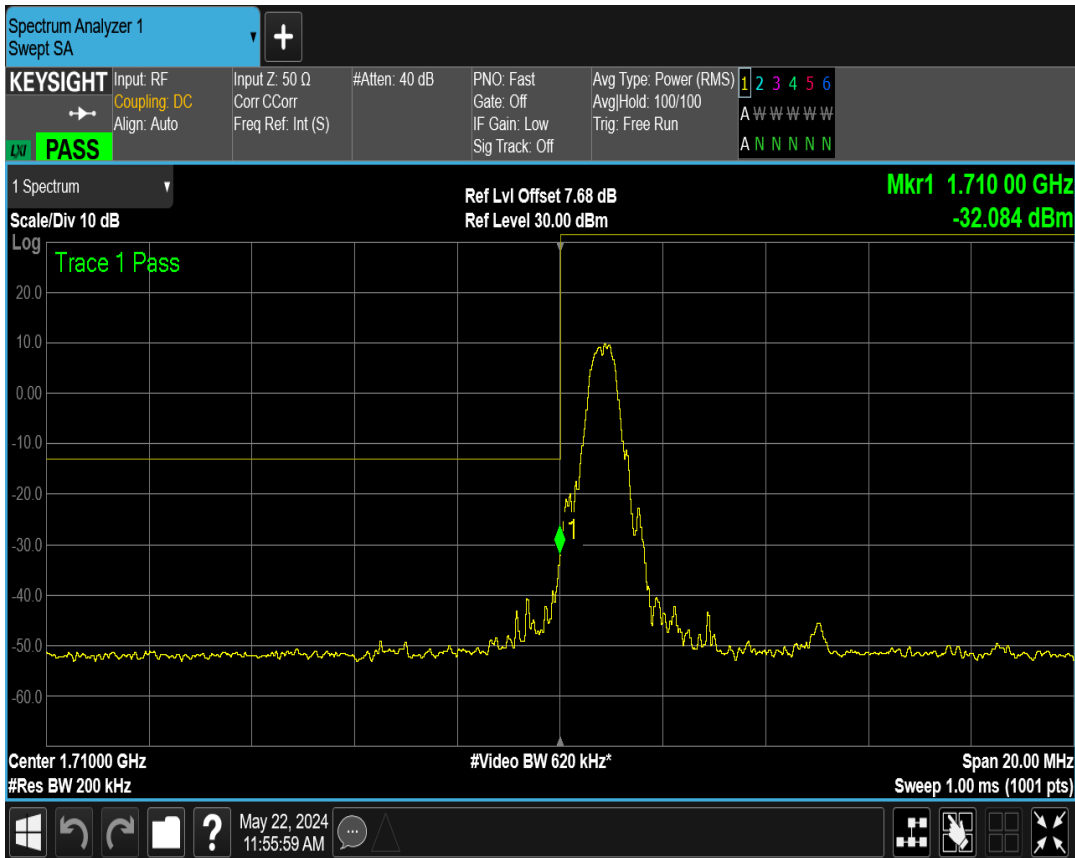 Spectrum Analyzer 1
Swept SA
+
KEYSIGHT Input: RF Input Z: 50 Ω #Atten: 40 dB PNO: Fast Avg Type: Power (RMS) 1 2 3 4 5 6
Coupling: DC Corr CCorr Gate: Off Avg|Hold: 100/100 A W W W W W
Align: Auto Freq Ref: Int (S) IF Gain: Low Trig: Free Run
LXI PASS Sig Track: Off A N N N N N
1 Spectrum Ref Lvl Offset 7.68 dB Mkr1 1.710 00 GHz
Scale/Div 10 dB Ref Level 30.00 dBm -32.084 dBm
Log
Trace 1 Pass
20.0
10.0
0.00
-10.0
-20.0
1
-30.0
-40.0
-50.0
-60.0
Center 1.71000 GHz #Video BW 620 kHz* Span 20.00 MHz
#Res BW 200 kHz Sweep 1.00 ms (1001 pts)
? May 22, 2024
11:55:59 AM